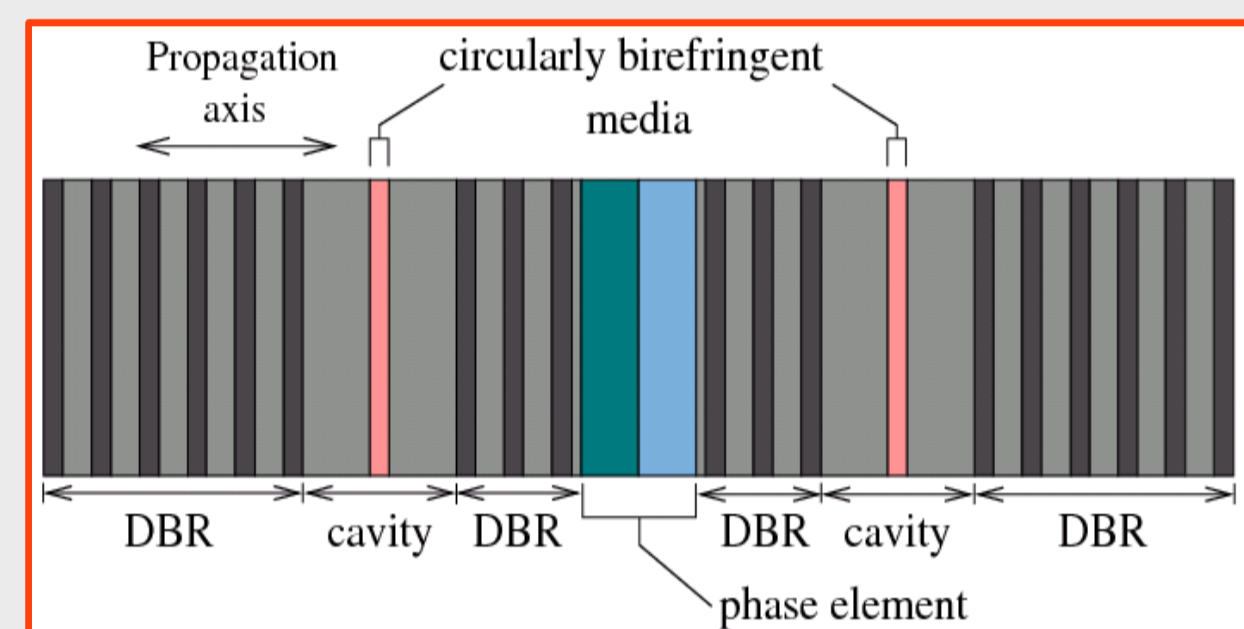 Propagation
axis
circularly birefringent
media
DBR
cavity
DBR
DBR
cavity
DBR
phase element